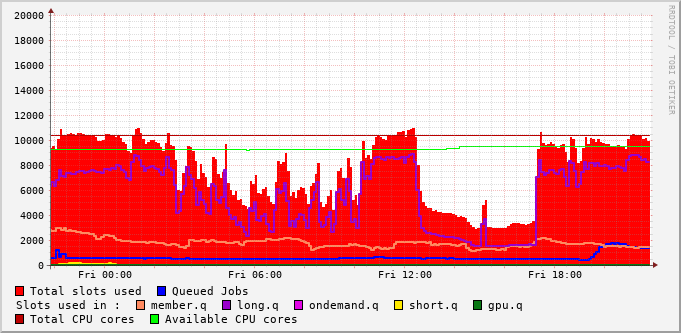 RRDTOOL / TOBI OETIKER
20000
18000
16000
14000
12000
10000
8000
6000
4000
2000
0
Fri 00:00 Fri 06:00 Fri 12:00 Fri 18:00
Total slots used Queued Jobs
Slots used in : member.q long.q ondemand.q short.q gpu.q
Total CPU cores Available CPU cores